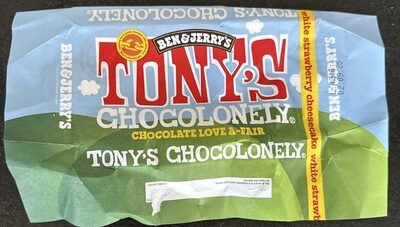 TONY'S CHOCOLONELY.
BEN & JERRY'S
TONY'S
CHOCOLONELY®
CHOCOLATE LOVE A-FAIR
TONY'S CHOCOLONELY®
BEN&JERRY'S
BEN & JERRY'S
white strawberry cheesecake
white strawb